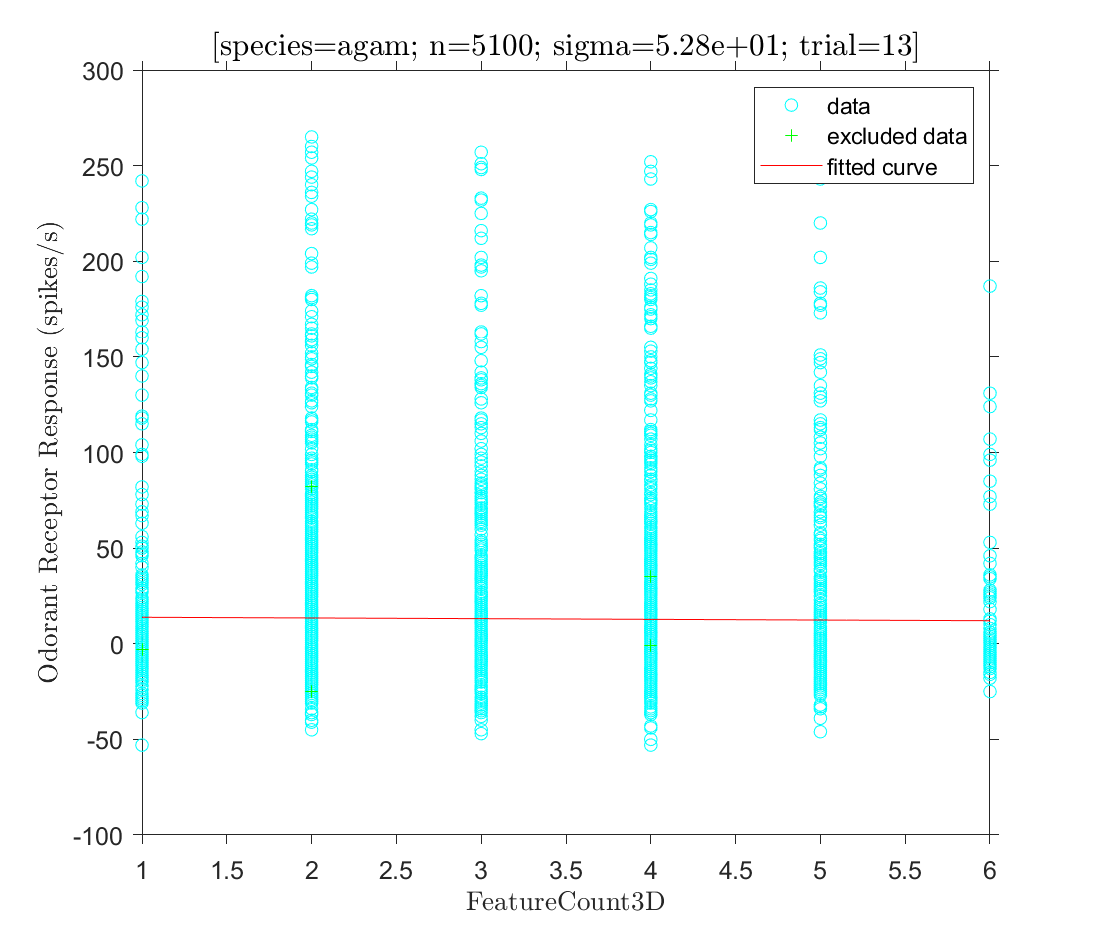 [species=agam; n=5100; sigma=5.28e+01; trial=13]
300
250
200
150
100
50
0
-50
-100
Odorant Receptor Response (spikes/s)
data
excluded data
fitted curve
1 1.5 2 2.5 3 3.5 4 4.5 5 5.5 6
FeatureCount3D